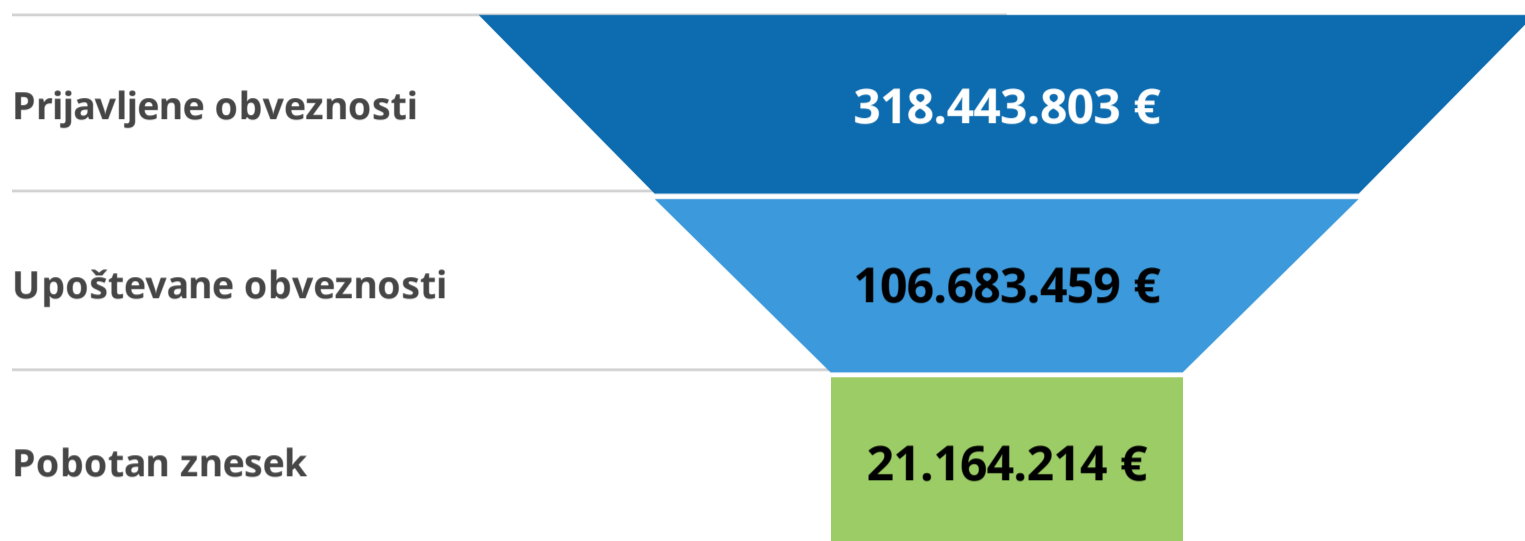 Prijavljene obveznosti 318.443.803 €
Upoštevane obveznosti 106.683.459 €
Pobotan znesek 21.164.214 €